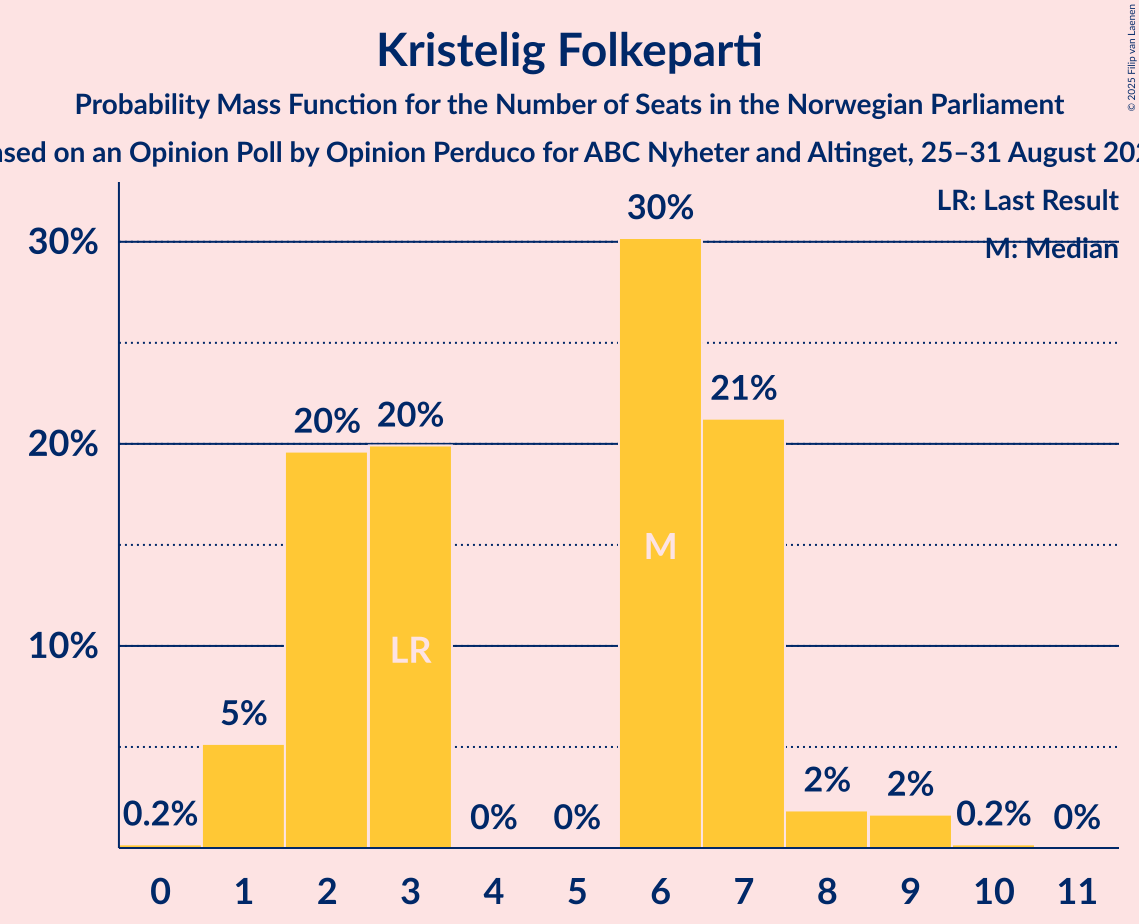 Kristelig Folkeparti
Probability Mass Function for the Number of Seats in the Norwegian Parliament
on an Opinion Poll by Opinion Perduco for ABC Nyheter and Altinget, 25–31 August
© 2025 Filip van Laenen
LR: Last Result
M: Median
30%
20%
10%
0.2%
5%
20%
20%
0%
0%
30%
21%
2%
2%
0.2%
0%
LR
M
0 1 2 3 4 5 6 7 8 9 10 11